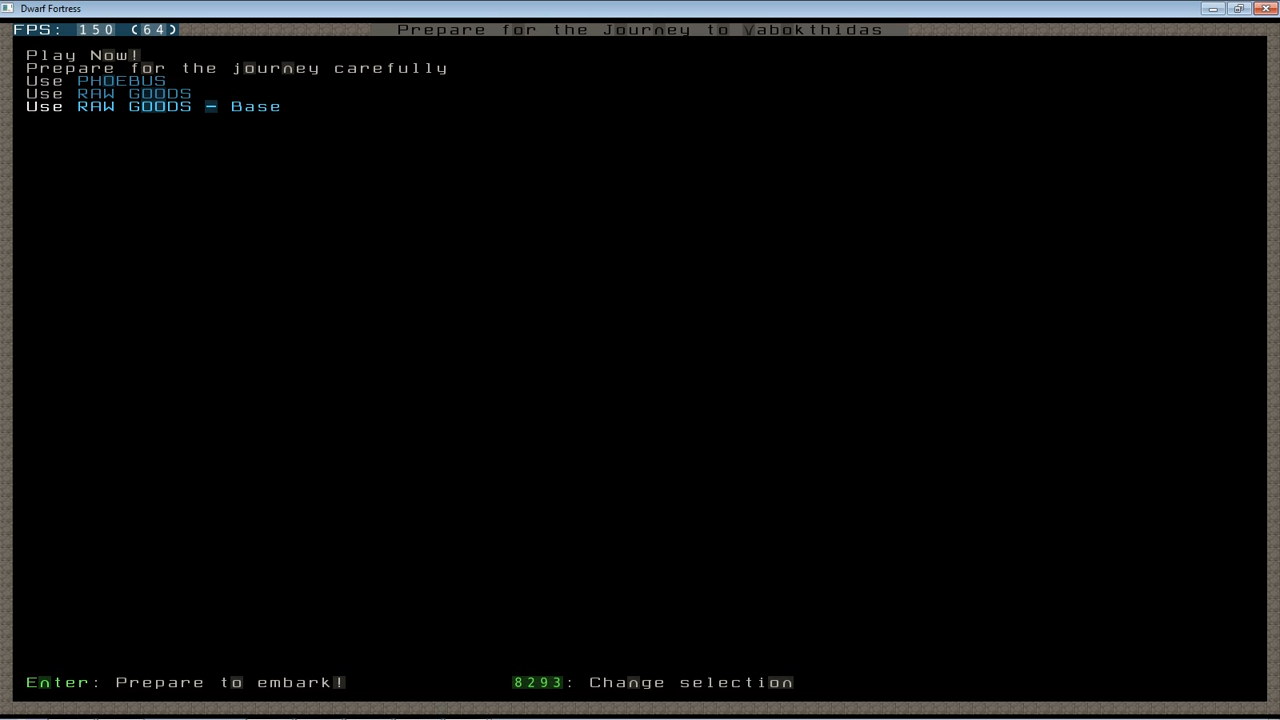 Dwarf Fortress
FPS: 150 (64)
Prepare for the Journey to Vabokthidas
Play Now!
Prepare for the journey carefully
Use PHOEBUS
Use RAW GOODS
Use RAW GOODS - Base
Enter: Prepare to embark!
8293: Change selection